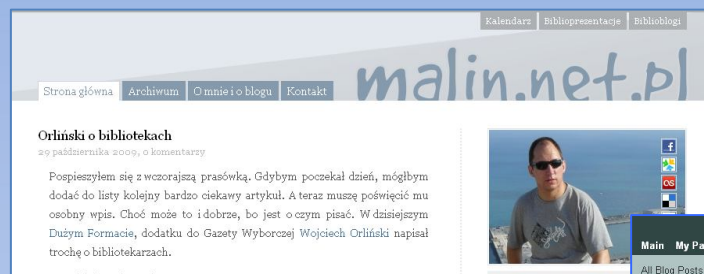 Kalendarz Biblioprezentacje Biblioblogi
malin.net.pl
Strona główna Archiwum O mnie i o blogu Kontakt
Orliński o bibliotekach
29 października 2009, 0 komentarzy
Pospieszyłem się z wczorajszą prasówką. Gdybym poczekał dzień, mógłbym
dodać do listy kolejny bardzo ciekawy artykuł. A teraz muszę poświęcić mu
osobny wpis. Choć może to i dobrze, bo jest o czym pisać. W dzisiejszym
Dużym Formacie, dodatku do Gazety Wyborczej Wojciech Orliński napisał
trochę o bibliotekarzach.
Main My Pa
All Blog Posts